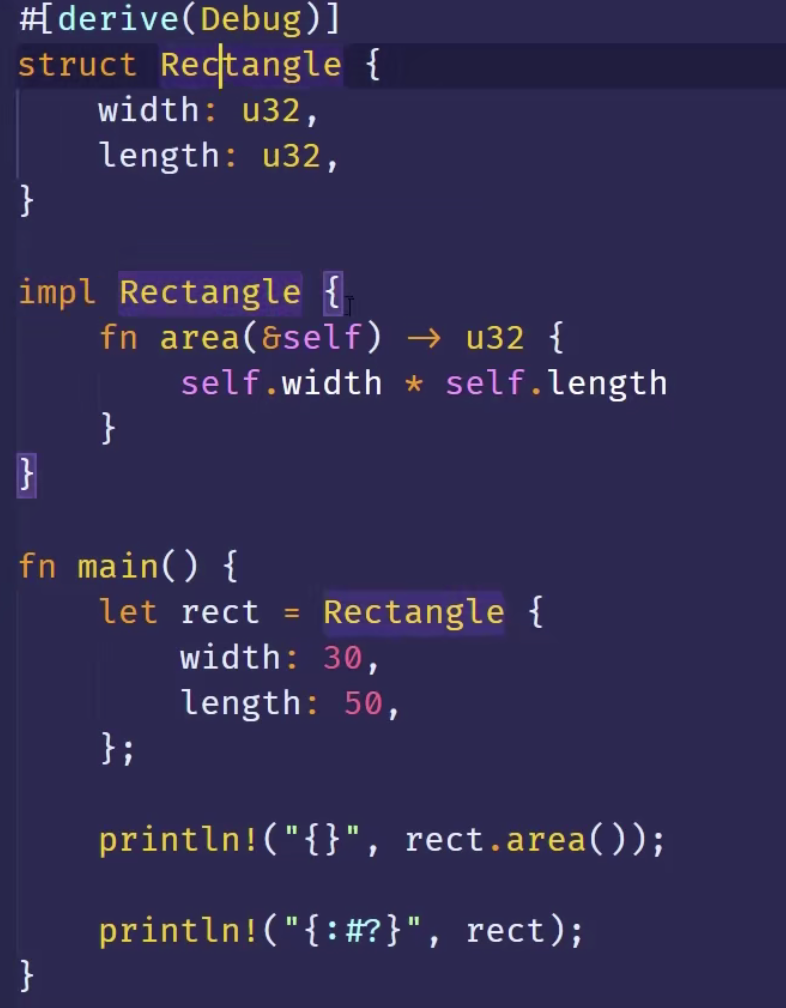 #[derive(Debug)]
struct Rectangle {
    width: u32,
    length: u32,
}

impl Rectangle {
    fn area(&self) -> u32 {
        self.width * self.length
    }
}

fn main() {
    let rect = Rectangle {
        width: 30,
        length: 50,
    };

    println!("{}", rect.area());

    println!("{:#?}", rect);
}